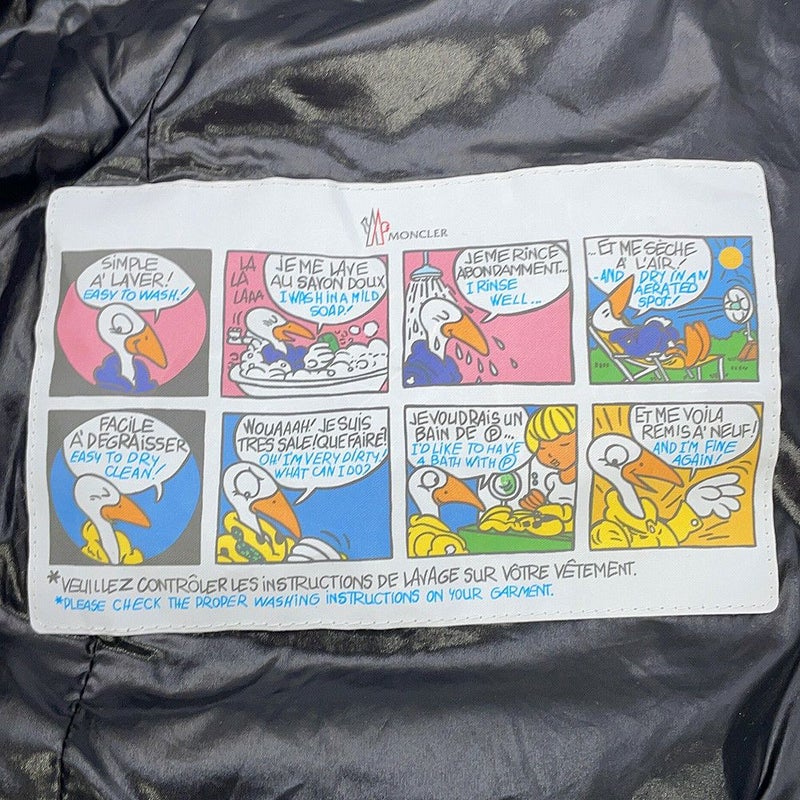 MONCLER
SIMPLE
A' LAVER!
EASY TO WASH!
LA
LA
LAAA
JE ME LAVE
AU SAVON DOUX
I WASH IN A MILD
SOAP!
JE ME RINCE
ABONDAMMENT...
I RINSE
WELL...
...ET ME SÈCHE
À L'AIR!
-AND DRY IN AN
AERATED
SPOT!
FACILE
A' DEGRAISSER
EASY TO DRY
CLEAN!
WOUAAAH! JE SUIS
TRES SALE! QUE FAIRE?
OH! I'M VERY DIRTY!
WHAT CAN I DO?
JE VOUDRAIS UN
BAIN DE Ⓟ...
I'D LIKE TO HAVE
A BATH WITH Ⓟ
ET ME VOILA
REMIS A' NEUF!
AND I'M FINE
AGAIN!
*VEUILLEZ CONTRÔLER LES INSTRUCTIONS DE LAVAGE SUR VÔTRE VÊTEMENT.
*PLEASE CHECK THE PROPER WASHING INSTRUCTIONS ON YOUR GARMENT.